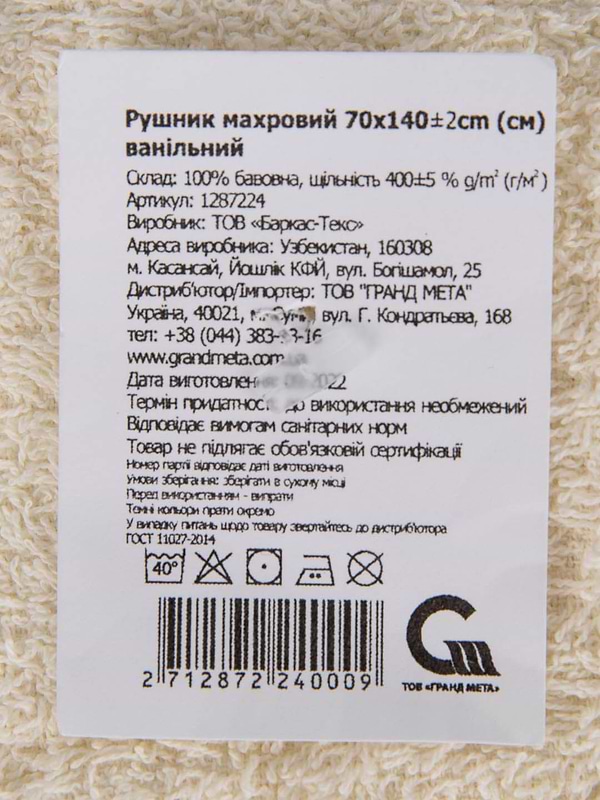 Рушник махровий 70х140±2cm (см)
ванільний
Склад: 100% бавовна, щільність 400±5 % g/m² (г/м²)
Артикул: 1287224
Виробник: ТОВ «Баркас-Текс»
Адреса виробника: Узбекистан, 160308
м. Касансай, Йошлік КФЙ, вул. Богішамол, 25
Дистриб'ютор/Імпортер: ТОВ "ГРАНД МЕТА"
Україна, 40021, м. Суми, вул. Г. Кондратьєва, 168
тел: +38 (044)
www.grandmeta.com.ua
Дата виготовлення 2022
Термін придатності до використання необмежений
Відповідає вимогам санітарних норм
Товар не підлягає обов'язковій сертифікації
Номер партії відповідає даті виготовлення
Умови зберігання: зберігати в сухому місці
Перед використанням - випрати
Темні кольори прати окремо
У випадку питань щодо товару звертайтесь до дистриб'ютора
ГОСТ 11027-2014
40°
2 712872 240009
ТОВ «ГРАНД МЕТА»